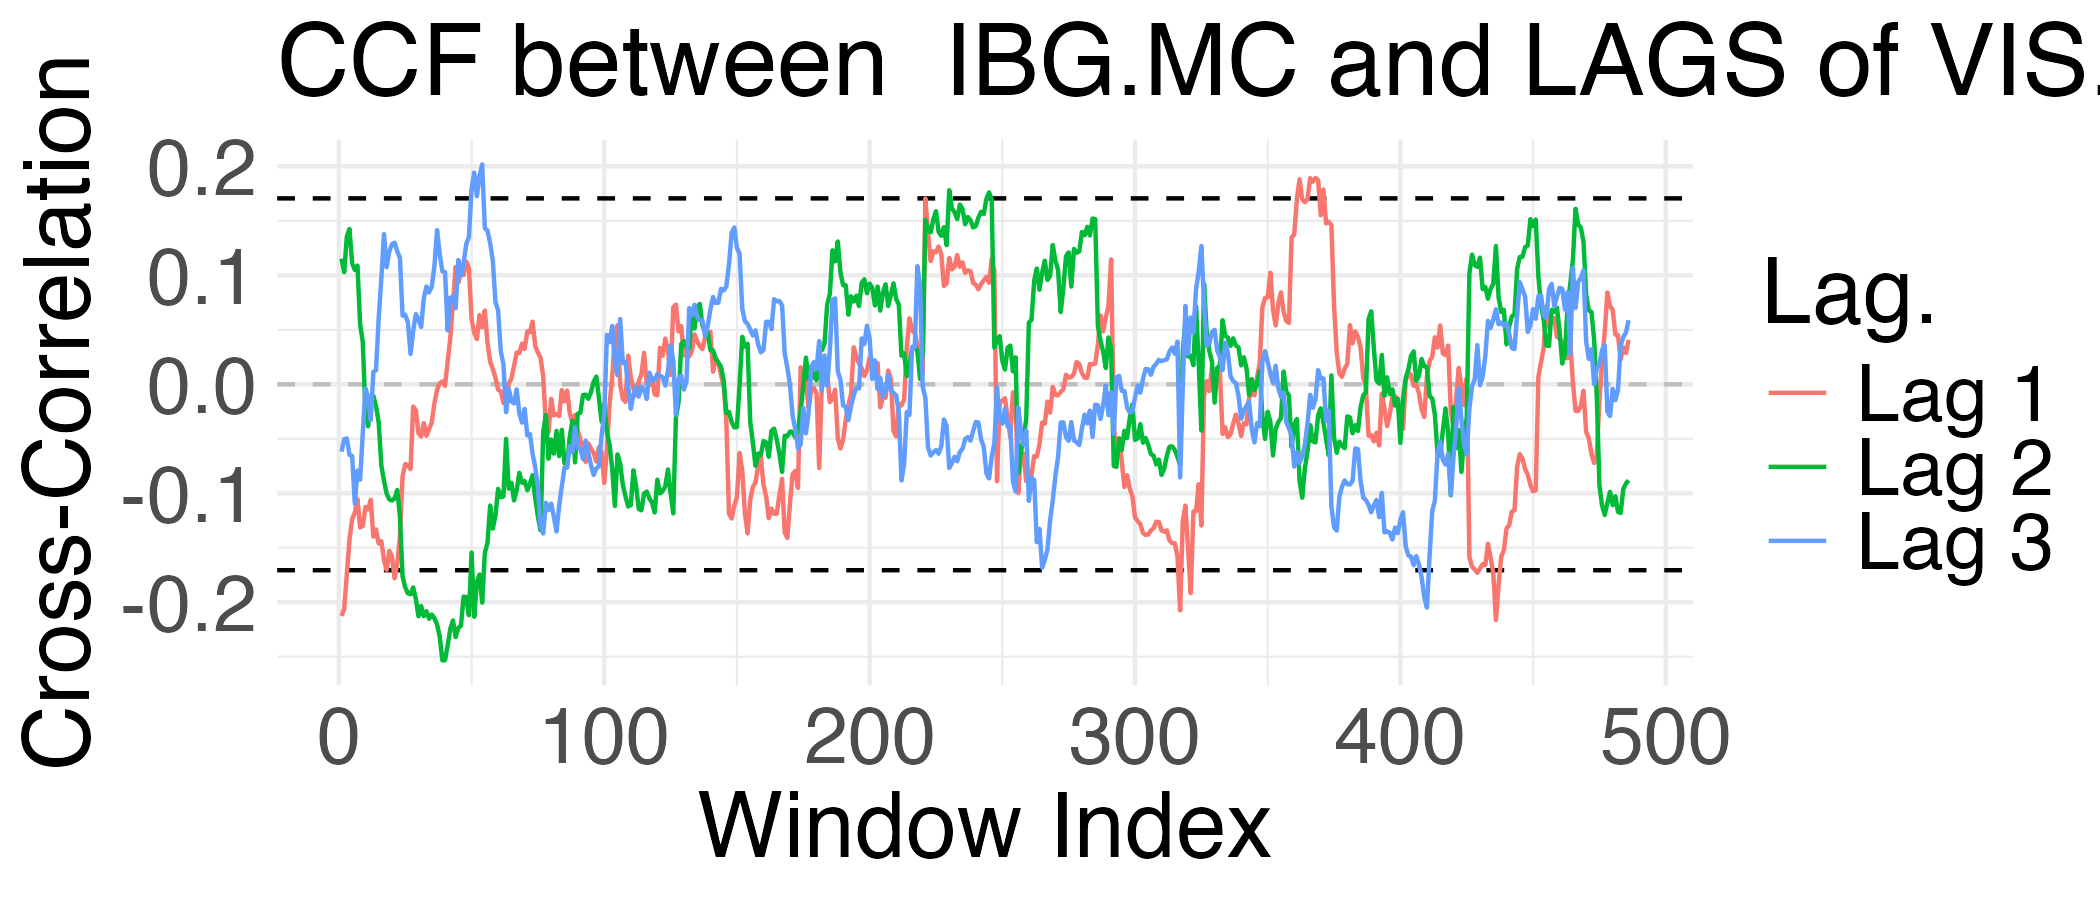 CCF between IBG.MC and LAGS of VIS.
Cross-Correlation
0.2
0.1
0.0
-0.1
-0.2
0 100 200 300 400 500
Window Index
Lag.
Lag 1
Lag 2
Lag 3